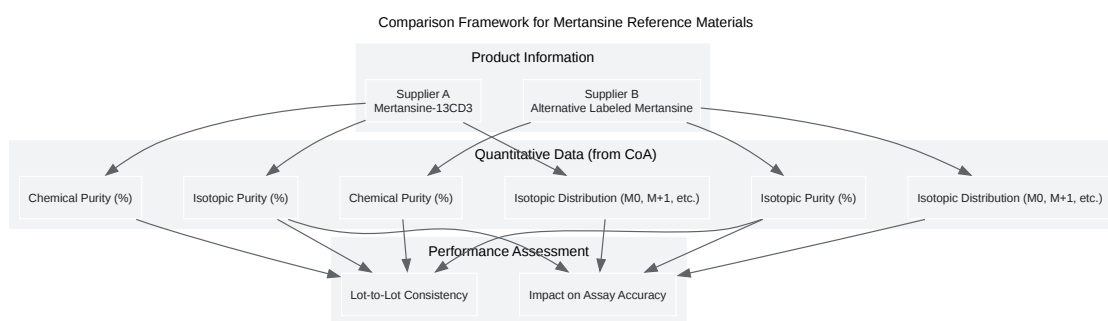 Comparison Framework for Mertansine Reference Materials
Product Information
Supplier A
Mertansine-13CD3
Supplier B
Alternative Labeled Mertansine
Quantitative Data (from CoA)
Chemical Purity (%)
Isotopic Purity (%)
Chemical Purity (%)
Isotopic Distribution (M0, M+1, etc.)
Isotopic Purity (%)
Isotopic Distribution (M0, M+1, etc.)
Performance Assessment
Lot-to-Lot Consistency
Impact on Assay Accuracy